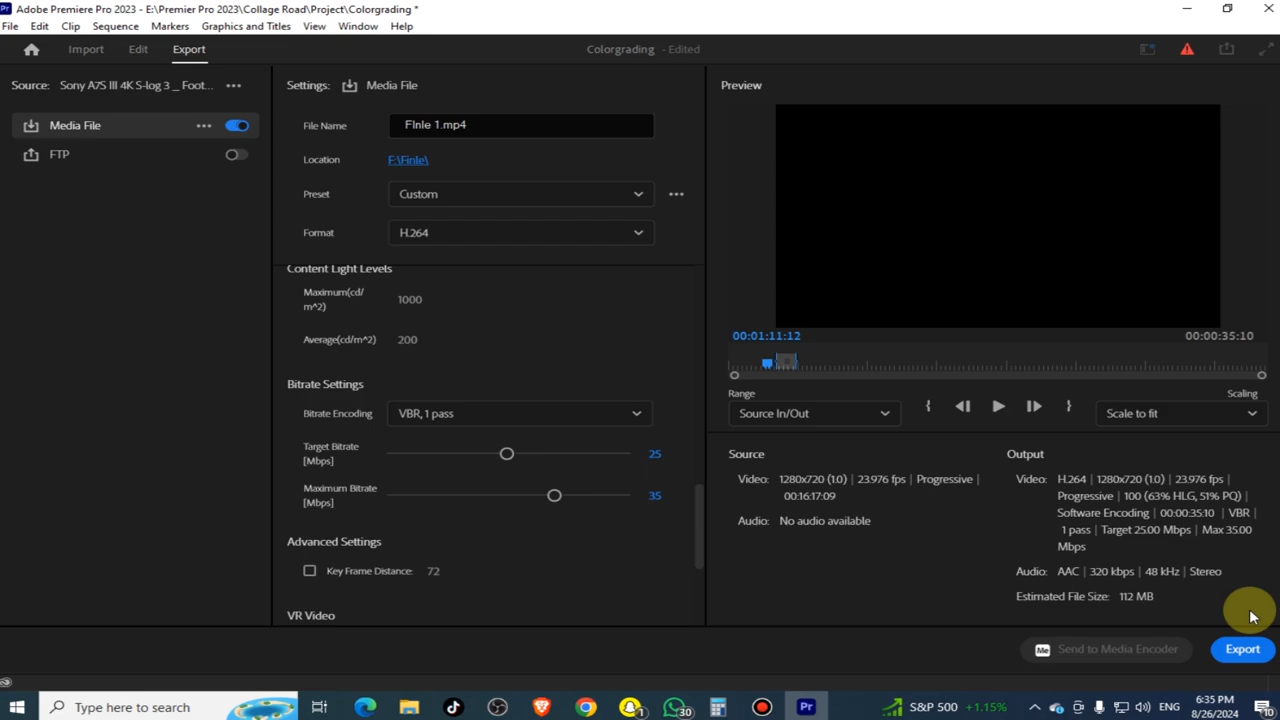 Pr Adobe Premiere Pro 2023 - E:\Premier Pro 2023\Collage Road\Project\Colorgrading *
File Edit Clip Sequence Markers Graphics and Titles View Window Help
Import Edit Export
Colorgrading - Edited
Source: Sony A7S III 4K S-log 3 _ Foot... •••
Media File •••
FTP
Settings: Media File
File Name FInle 1.mp4
Location F:\Finle\
Preset Custom •••
Format H.264
Content Light Levels
Maximum(cd/
m^2) 1000
Average(cd/m^2) 200
Bitrate Settings
Bitrate Encoding VBR, 1 pass
Target Bitrate
[Mbps] 25
Maximum Bitrate
[Mbps] 35
Advanced Settings
Key Frame Distance: 72
VR Video
Preview
00:01:11:12 00:00:35:10
Range Scaling
Source In/Out Scale to fit
Source
Video: 1280x720 (1.0) | 23.976 fps | Progressive |
00:16:17:09
Audio: No audio available
Output
Video: H.264 | 1280x720 (1.0) | 23.976 fps |
Progressive | 100 (63% HLG, 51% PQ) |
Software Encoding | 00:00:35:10 | VBR |
1 pass | Target 25.00 Mbps | Max 35.00
Mbps
Audio: AAC | 320 kbps | 48 kHz | Stereo
Estimated File Size: 112 MB
Me Send to Media Encoder Export
Type here to search
1
30
Pr
S&P 500 +1.15%
ENG
6:35 PM
8/26/2024
10